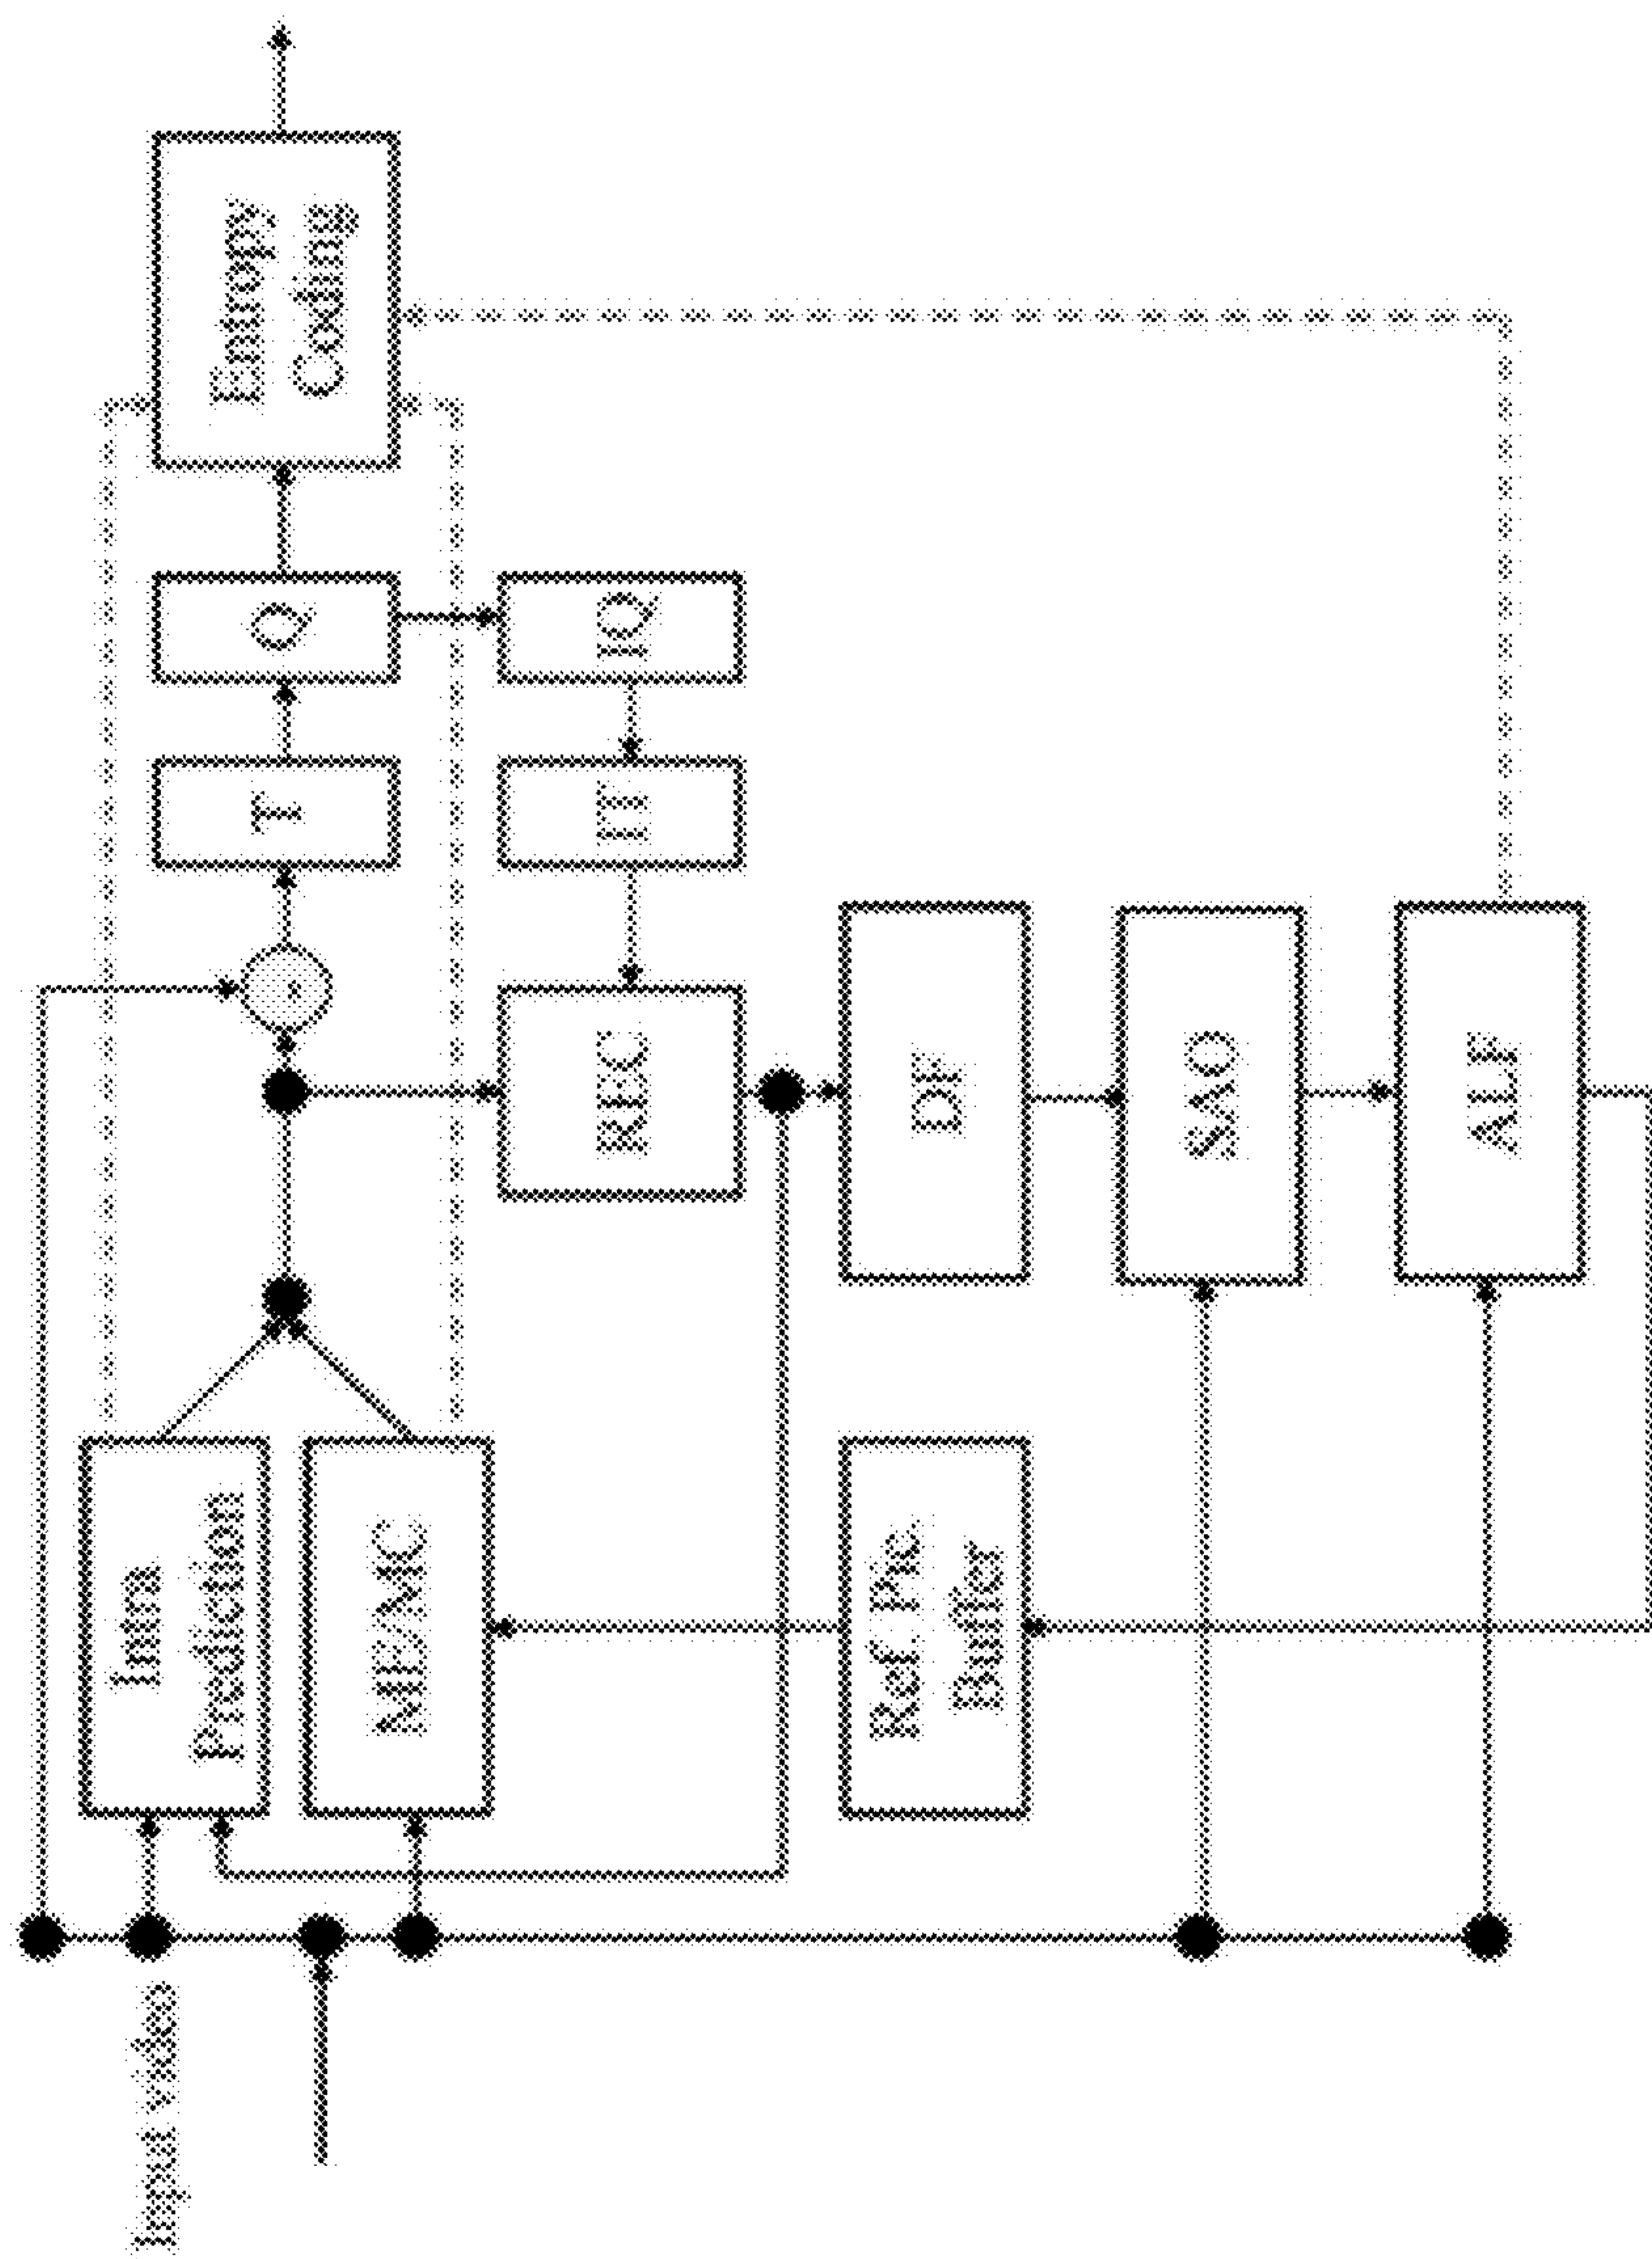 Input video
Intra
Prediction
ME/MC
Ref. Pic.
Buffer
-
T
Q
Entropy
Coding
REC
IT
IQ
DF
SAO
ALF